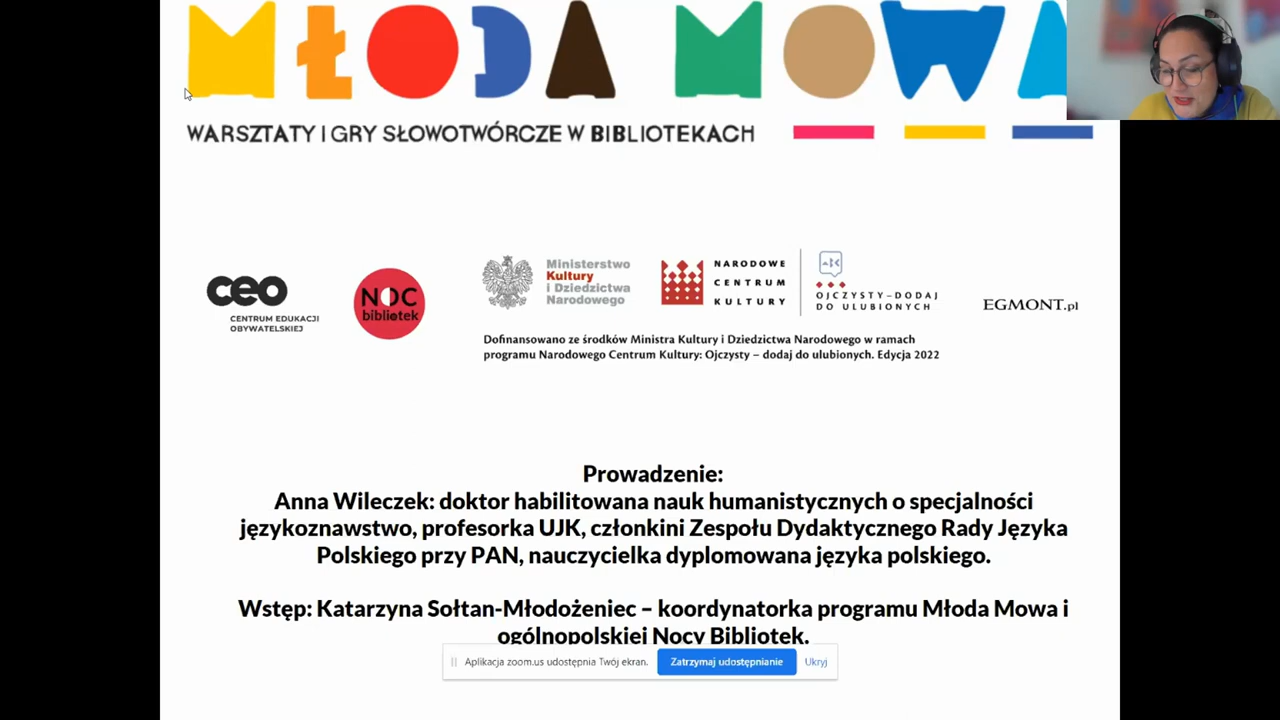 MŁODA MOWA
WARSZTATY I GRY SŁOWOTWÓRCZE W BIBLIOTEKACH
ceo
CENTRUM EDUKACJI
OBYWATELSKIEJ
NOC
bibliotek
Ministerstwo
Kultury
i Dziedzictwa
Narodowego
NARODOWE
CENTRUM
KULTURY
OJCZYSTY–DODAJ
DO ULUBIONYCH
EGMONT.pl
Dofinansowano ze środków Ministra Kultury i Dziedzictwa Narodowego w ramach
programu Narodowego Centrum Kultury: Ojczysty – dodaj do ulubionych. Edycja 2022
Prowadzenie:
Anna Wileczek: doktor habilitowana nauk humanistycznych o specjalności
językoznawstwo, profesorka UJK, członkini Zespołu Dydaktycznego Rady Języka
Polskiego przy PAN, nauczycielka dyplomowana języka polskiego.
Wstęp: Katarzyna Sołtan-Młodożeniec – koordynatorka programu Młoda Mowa i
ogólnopolskiej Nocy Bibliotek.
Aplikacja zoom.us udostępnia Twój ekran.
Zatrzymaj udostępnianie
Ukryj